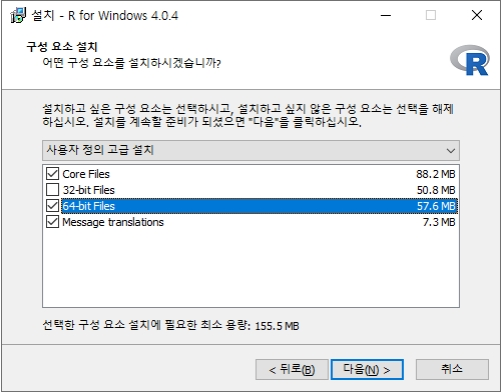 설치 - R for Windows 4.0.4
구성 요소 설치
어떤 구성 요소를 설치하시겠습니까?
R
설치하고 싶은 구성 요소는 선택하시고, 설치하고 싶지 않은 구성 요소는 선택을 해제
하십시오. 설치를 계속할 준비가 되셨으면 "다음"을 클릭하십시오.
사용자 정의 고급 설치
Core Files 88.2 MB
32-bit Files 50.8 MB
64-bit Files 57.6 MB
Message translations 7.3 MB
선택한 구성 요소 설치에 필요한 최소 용량: 155.5 MB
< 뒤로(B) 다음(N) > 취소